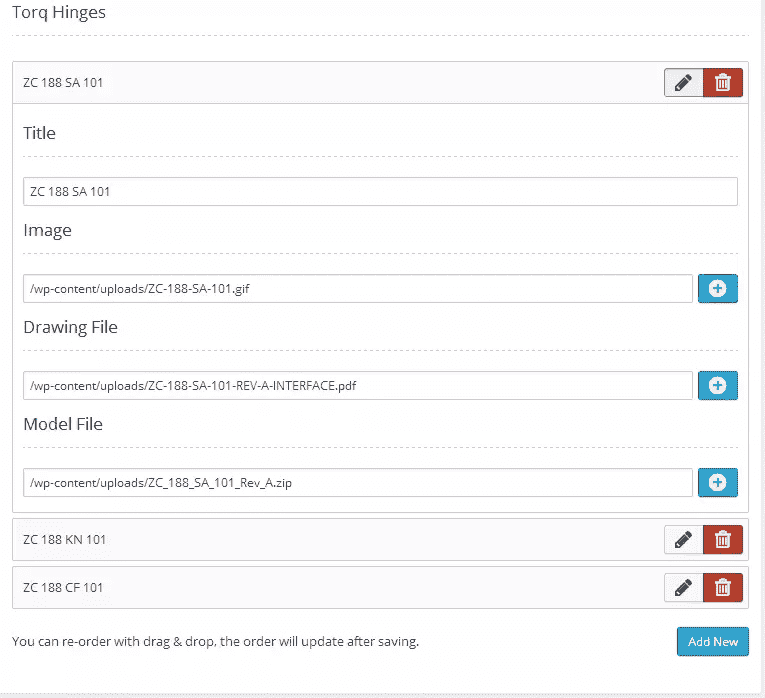 Torq Hinges
ZC 188 SA 101
Title
ZC 188 SA 101
Image
/wp-content/uploads/ZC-188-SA-101.gif
Drawing File
/wp-content/uploads/ZC-188-SA-101-REV-A-INTERFACE.pdf
Model File
/wp-content/uploads/ZC_188_SA_101_Rev_A.zip
ZC 188 KN 101
ZC 188 CF 101
You can re-order with drag & drop, the order will update after saving.
Add New